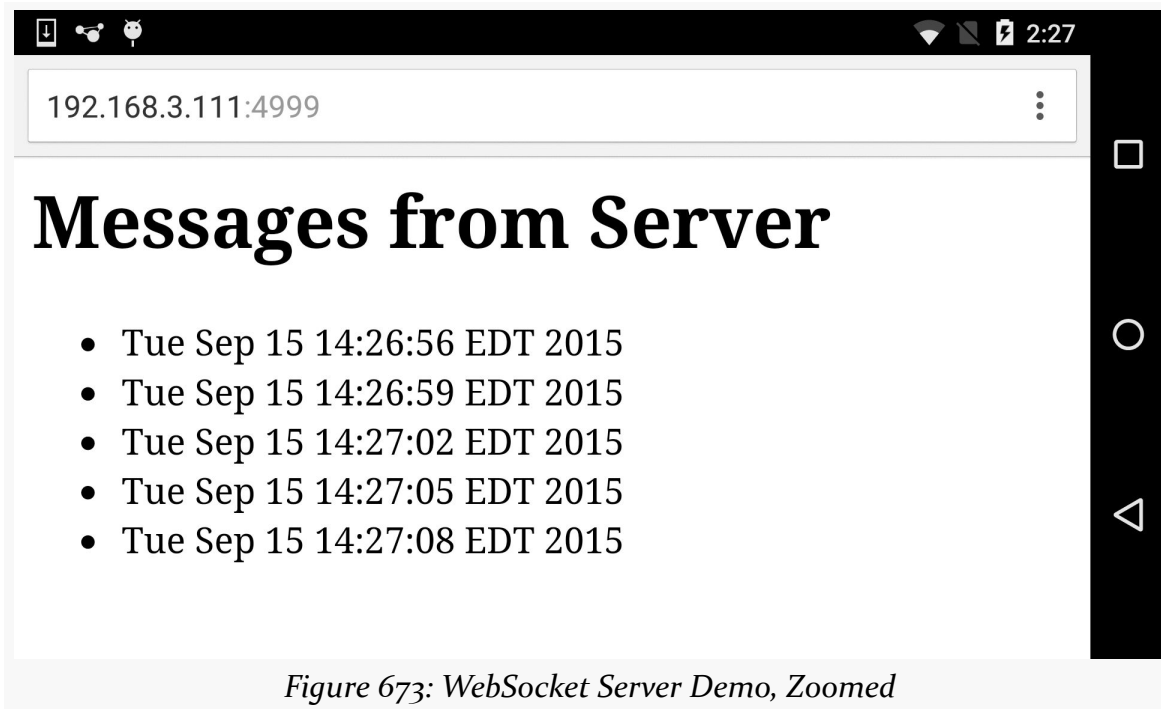 2:27
192.168.3.111:4999
Messages from Server
• Tue Sep 15 14:26:56 EDT 2015
• Tue Sep 15 14:26:59 EDT 2015
• Tue Sep 15 14:27:02 EDT 2015
• Tue Sep 15 14:27:05 EDT 2015
• Tue Sep 15 14:27:08 EDT 2015
Figure 673: WebSocket Server Demo, Zoomed